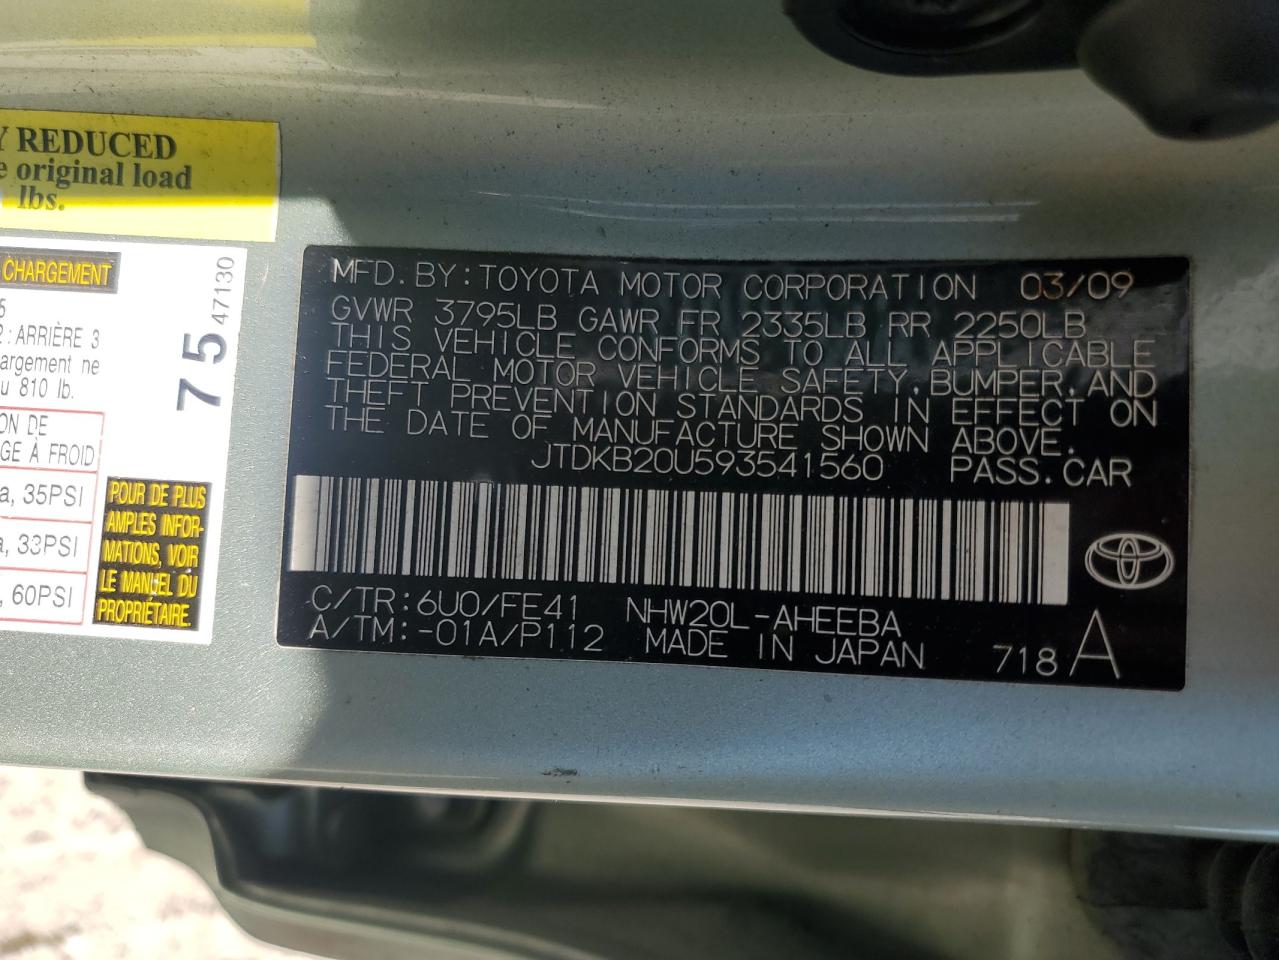 Y REDUCED
e original load
lbs.
CHARGEMENT
5
2 : ARRIÈRE 3
argement ne
u 810 lb.
ON DE
GE À FROID
a, 35PSI
a, 33PSI
, 60PSI
75
47130
POUR DE PLUS
AMPLES INFOR-
MATIONS, VOIR
LE MANUEL DU
PROPRIÉTAIRE.
MFD. BY: TOYOTA MOTOR CORPORATION 03/09
GVWR 3795LB GAWR FR 2335LB RR 2250LB
THIS VEHICLE CONFORMS TO ALL APPLICABLE
FEDERAL MOTOR VEHICLE SAFETY, BUMPER, AND
THEFT PREVENTION STANDARDS IN EFFECT ON
THE DATE OF MANUFACTURE SHOWN ABOVE.
JTDKB20U593541560 PASS. CAR
C/TR: 6U0/FE41 NHW20L-AHEEBA
A/TM: -01A/P112 MADE IN JAPAN 718 A